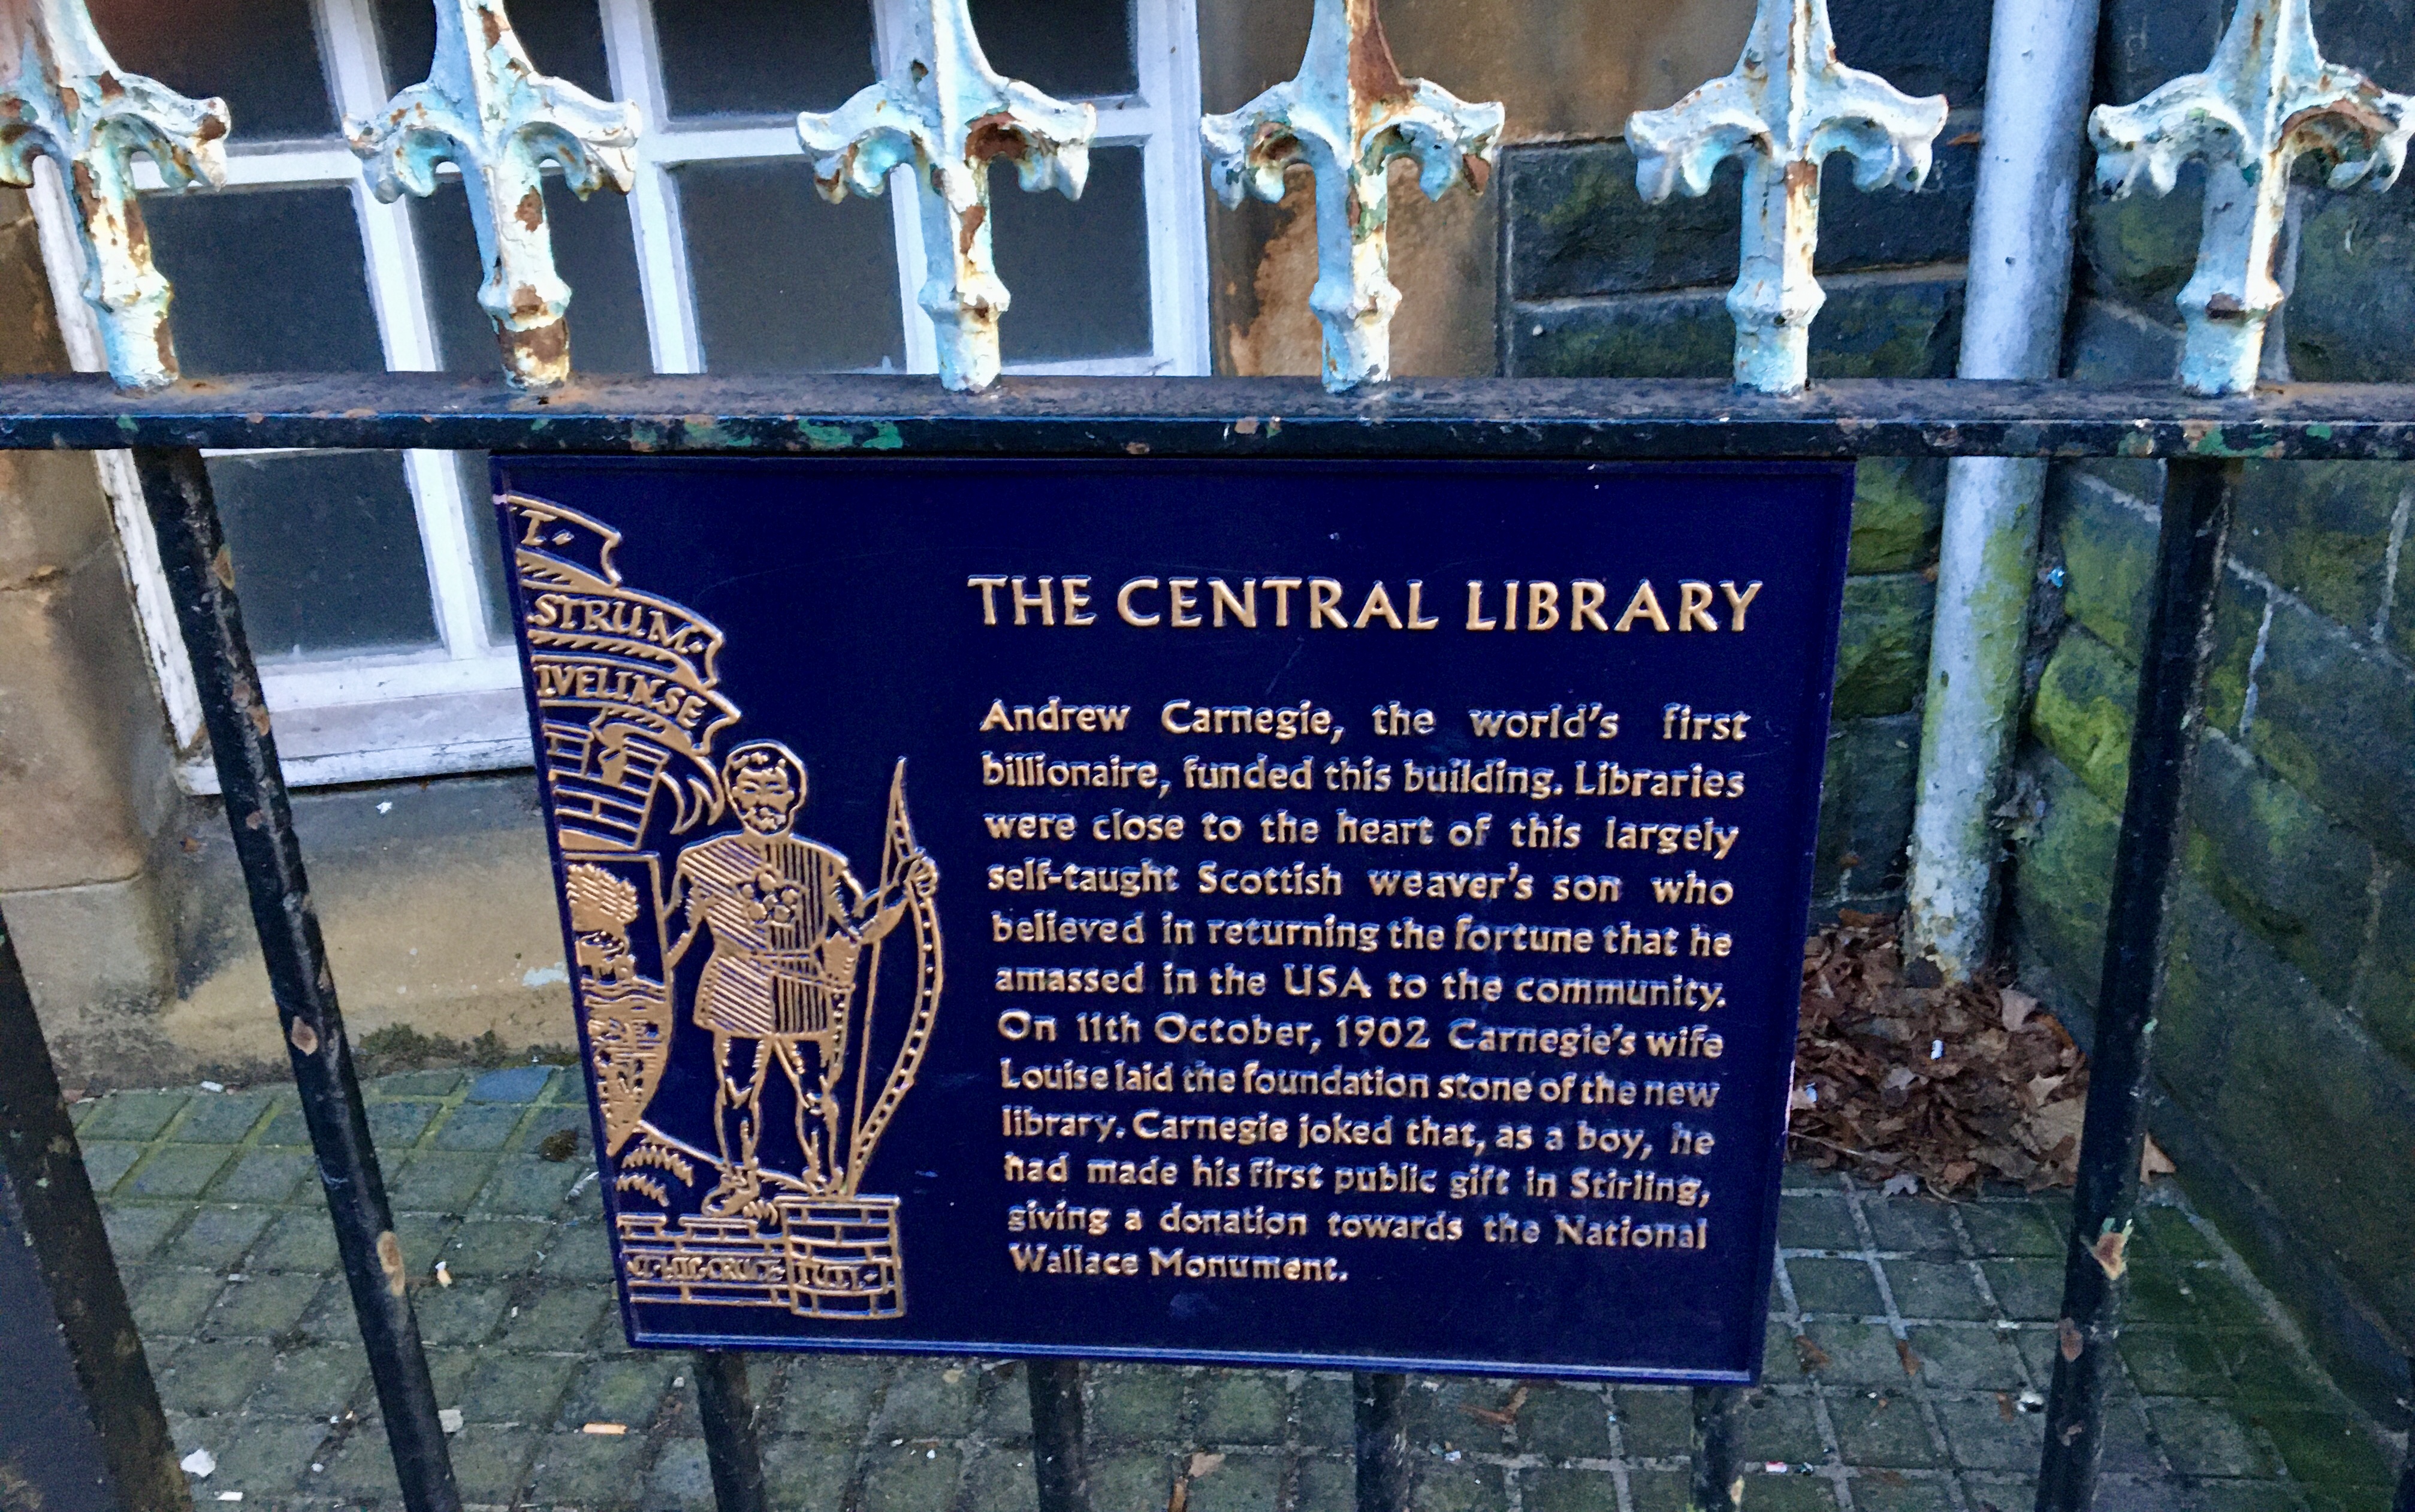 I.
STRUM.
IVELINSE
THE CENTRAL LIBRARY
Andrew Carnegie, the world's first
billionaire, funded this building. Libraries
were close to the heart of this largely
self-taught Scottish weaver's son who
believed in returning the fortune that he
amassed in the USA to the community.
On 11th October, 1902 Carnegie's wife
Louise laid the foundation stone of the new
library. Carnegie joked that, as a boy, he
had made his first public gift in Stirling,
giving a donation towards the National
Wallace Monument.